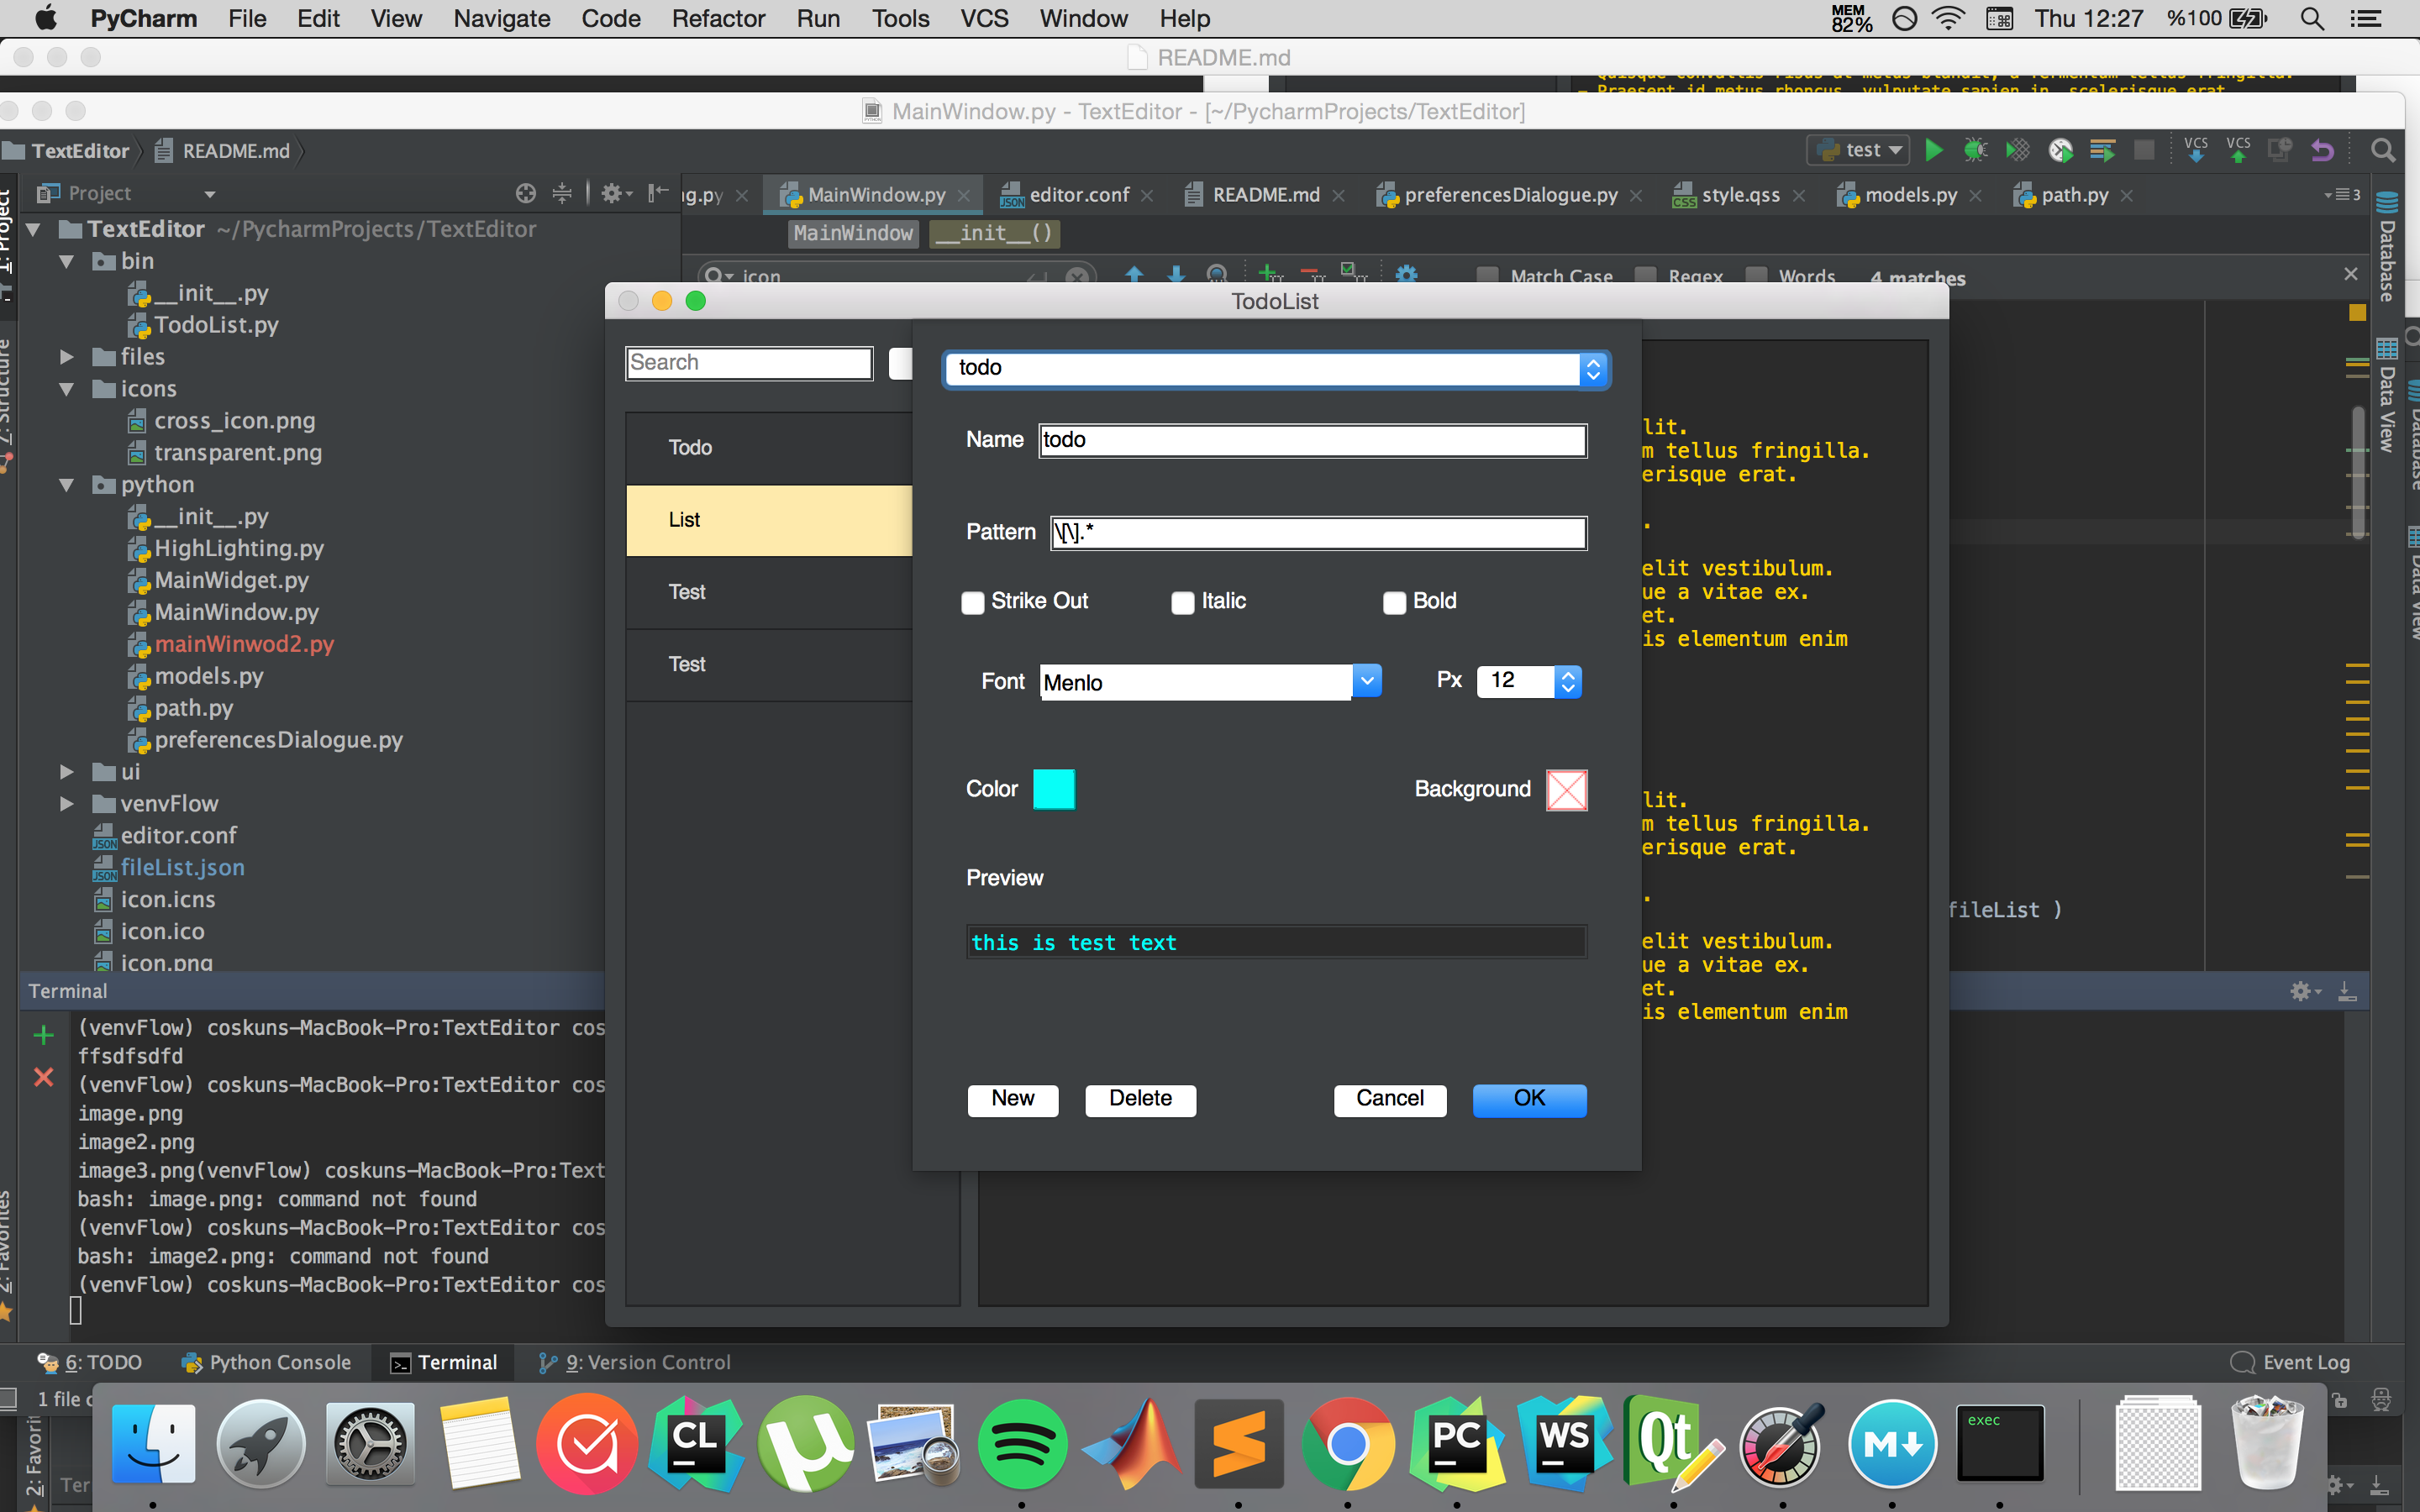 PyCharm File Edit View Navigate Code Refactor Run Tools VCS Window Help MEM 82% Thu 12:27 %100
README.md
MainWindow.py - TextEditor - [~/PycharmProjects/TextEditor]
TextEditor README.md test VCS VCS
Project ig.py MainWindow.py editor.conf README.md preferencesDialogue.py style.qss models.py path.py 3
MainWindow __init__()
icon Match Case Regex Words 4 matches
1: Project
7: Structure
2: Favorites
Database
Data View
TextEditor ~/PycharmProjects/TextEditor
bin
__init__.py
TodoList.py
files
icons
cross_icon.png
transparent.png
python
__init__.py
HighLighting.py
MainWidget.py
MainWindow.py
mainWinwod2.py
models.py
path.py
preferencesDialogue.py
ui
venvFlow
editor.conf
fileList.json
icon.icns
icon.ico
icon.png
TodoList
Search
Todo
List
Test
Test
todo
Name todo
Pattern \[\].*
Strike Out Italic Bold
Font Menlo Px 12
Color Background
Preview
this is test text
New Delete Cancel OK
lit.
m tellus fringilla.
erisque erat.
.
elit vestibulum.
ue a vitae ex.
et.
is elementum enim
lit.
m tellus fringilla.
erisque erat.
.
elit vestibulum.
ue a vitae ex.
et.
is elementum enim
fileList )
Terminal
(venvFlow) coskuns-MacBook-Pro:TextEditor cos
ffsdfsdfd
(venvFlow) coskuns-MacBook-Pro:TextEditor cos
image.png
image2.png
image3.png(venvFlow) coskuns-MacBook-Pro:Text
bash: image.png: command not found
(venvFlow) coskuns-MacBook-Pro:TextEditor cos
bash: image2.png: command not found
(venvFlow) coskuns-MacBook-Pro:TextEditor cos
6: TODO Python Console Terminal 9: Version Control Event Log
1 file c
2: Favorit
Ter
CL PC WS Qt M exec